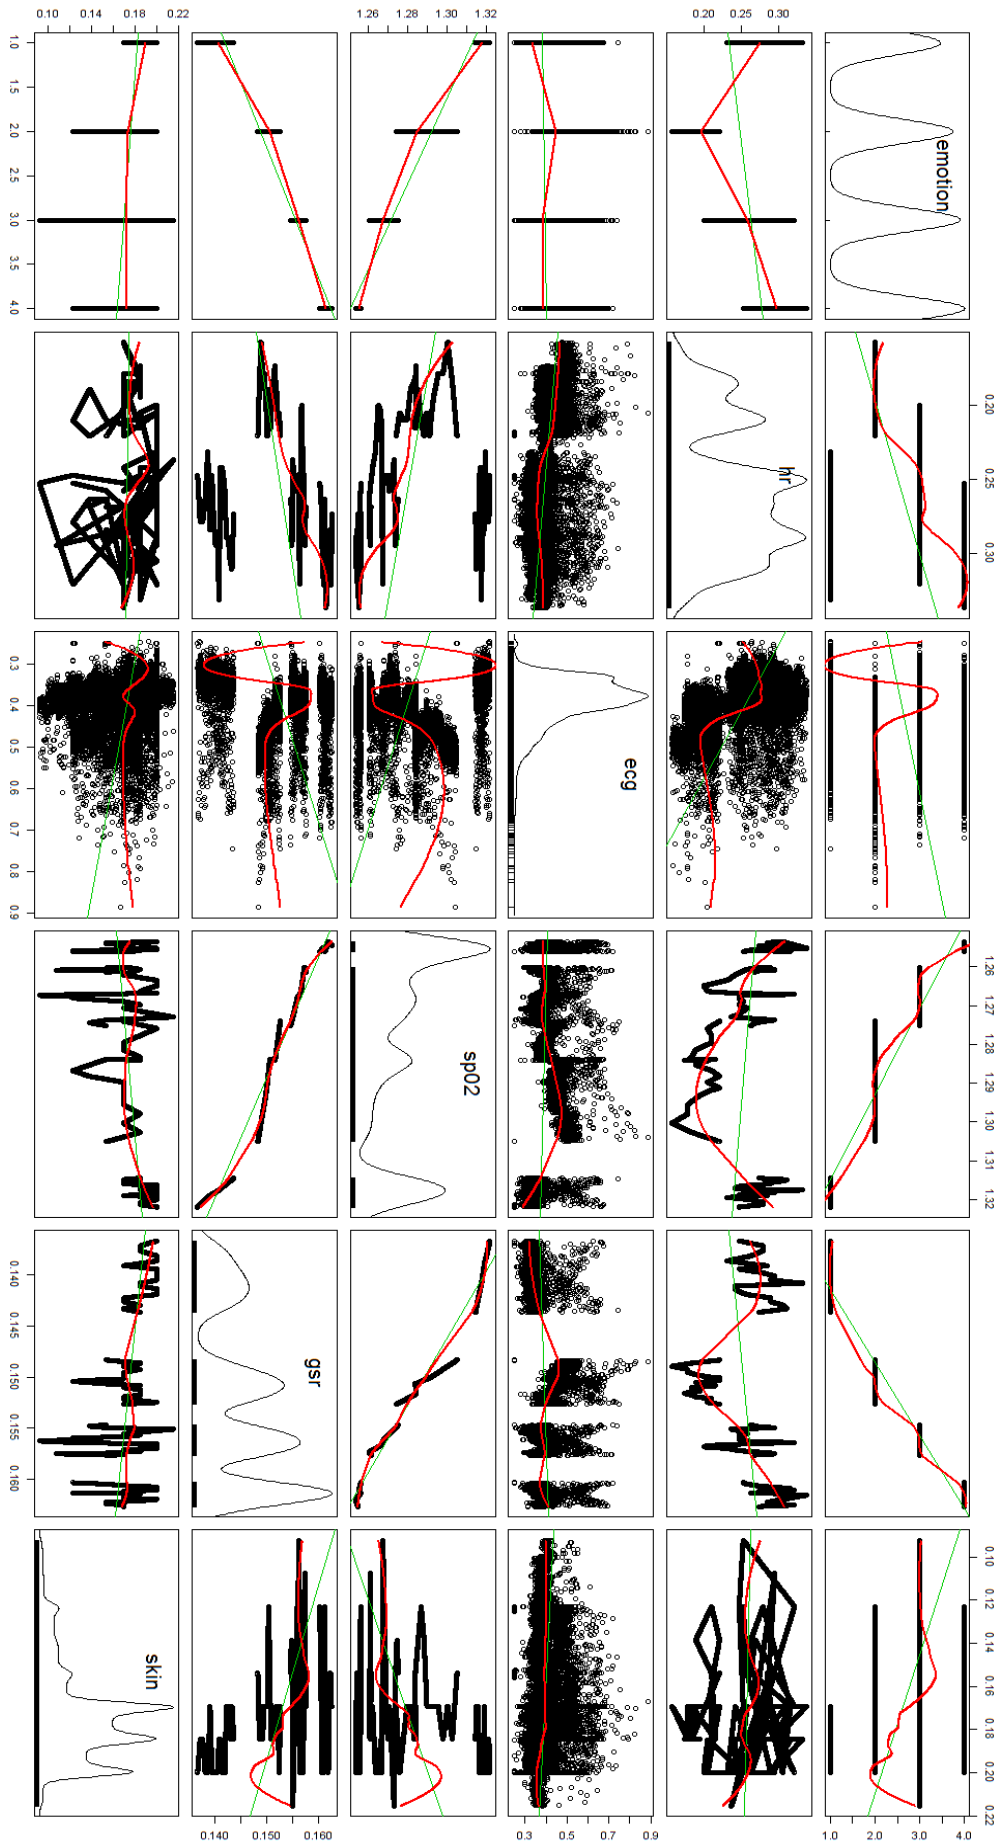 0.10 0.14 0.18 0.22
1.26 1.28 1.30 1.32
0.20 0.25 0.30
1.0 1.5 2.0 2.5 3.0 3.5 4.0
emotion
hr
0.20 0.25 0.30
0.3 0.4 0.5 0.6 0.7 0.8 0.9
ecg
sp02
1.26 1.27 1.28 1.29 1.30 1.31 1.32
0.140 0.145 0.150 0.155 0.160
gsr
skin
0.10 0.12 0.14 0.16 0.18 0.20 0.22
0.140 0.150 0.160
0.3 0.5 0.7 0.9
1.0 2.0 3.0 4.0